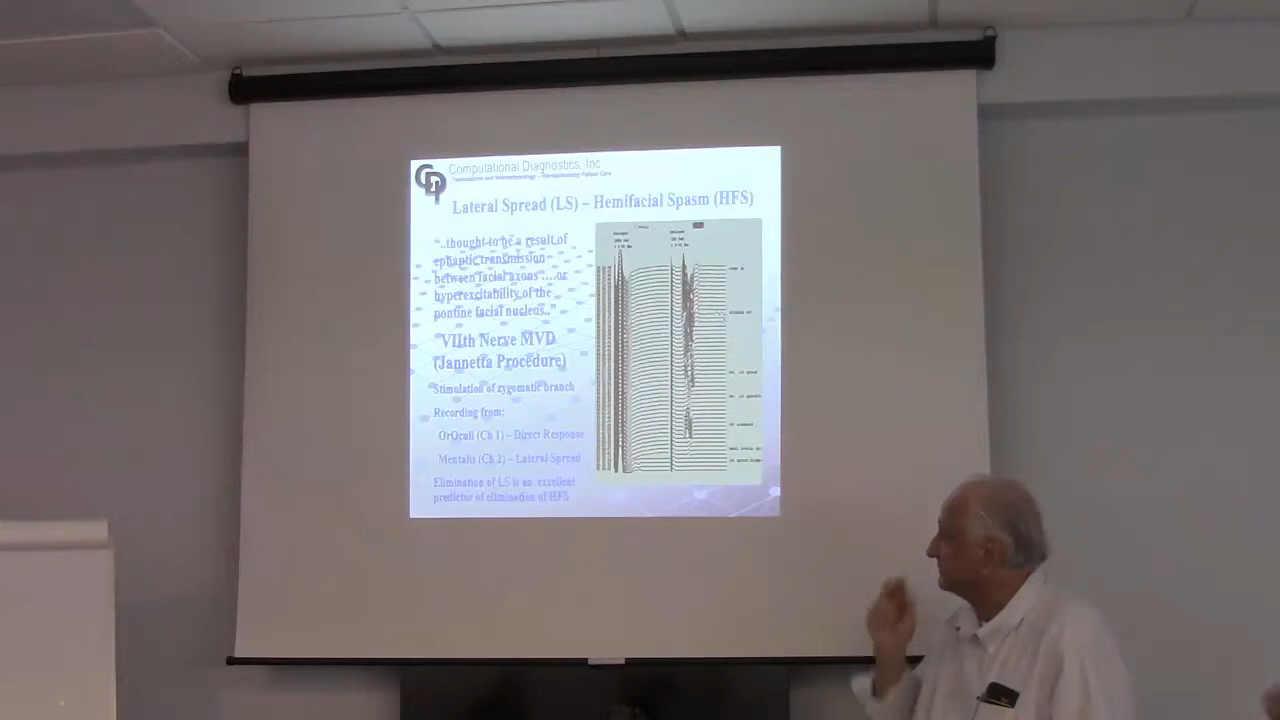 Computational Diagnostics, Inc
Lateral Spread (LS) – Hemifacial Spasm (HFS)
“..thought to be a result of
ephaptic transmission
between facial axons ….or
hyperexcitability of the
pontine facial nucleus..”
VIIth Nerve MVD
(Jannetta Procedure)
Stimulation of zygomatic branch
Recording from;
OrOculi (Ch 1) – Direct Response
Mentalis (Ch 2) – Lateral Spread
Elimination of LS is an excellent
predictor of elimination of HFS